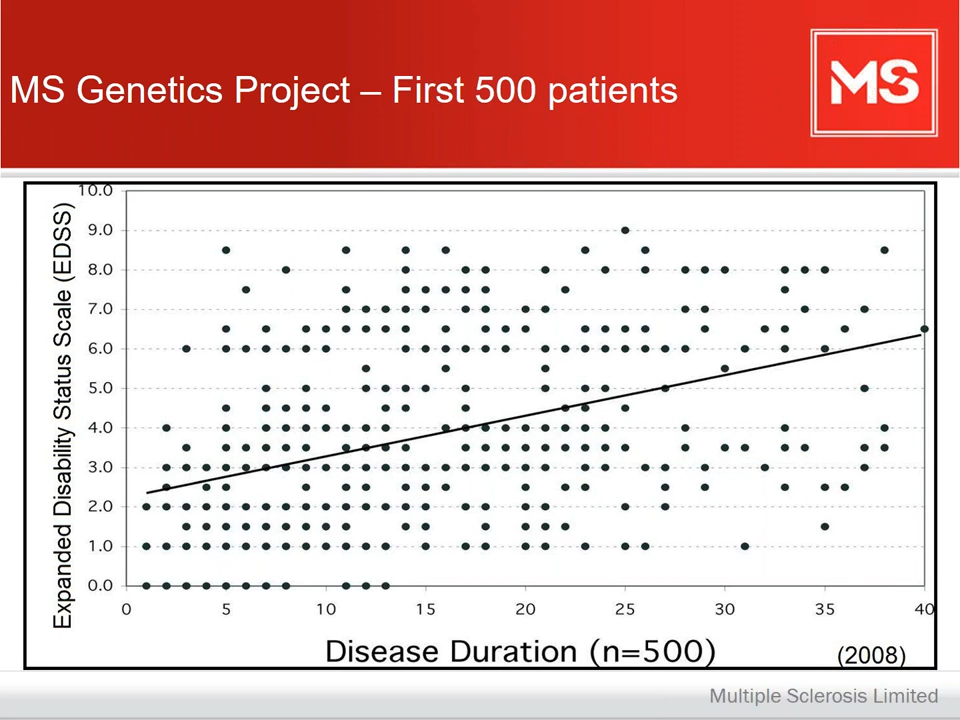 MS Genetics Project – First 500 patients
MS
Expanded Disability Status Scale (EDSS)
10.0
9.0
8.0
7.0
6.0
5.0
4.0
3.0
2.0
1.0
0.0
0 5 10 15 20 25 30 35 40
Disease Duration (n=500)
(2008)
Multiple Sclerosis Limited